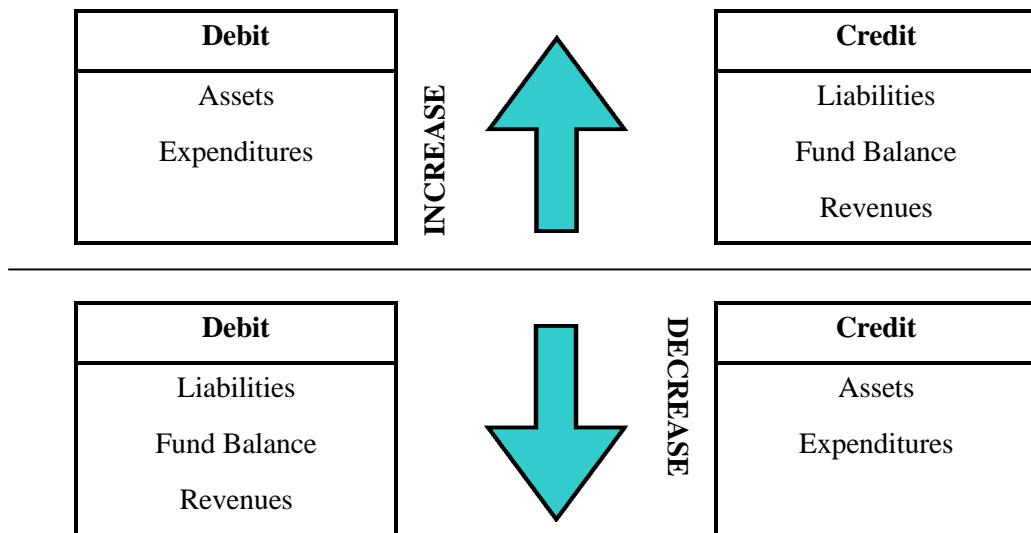 Debit
Assets
Expenditures
INCREASE
Credit
Liabilities
Fund Balance
Revenues
Debit
Liabilities
Fund Balance
Revenues
DECREASE
Credit
Assets
Expenditures